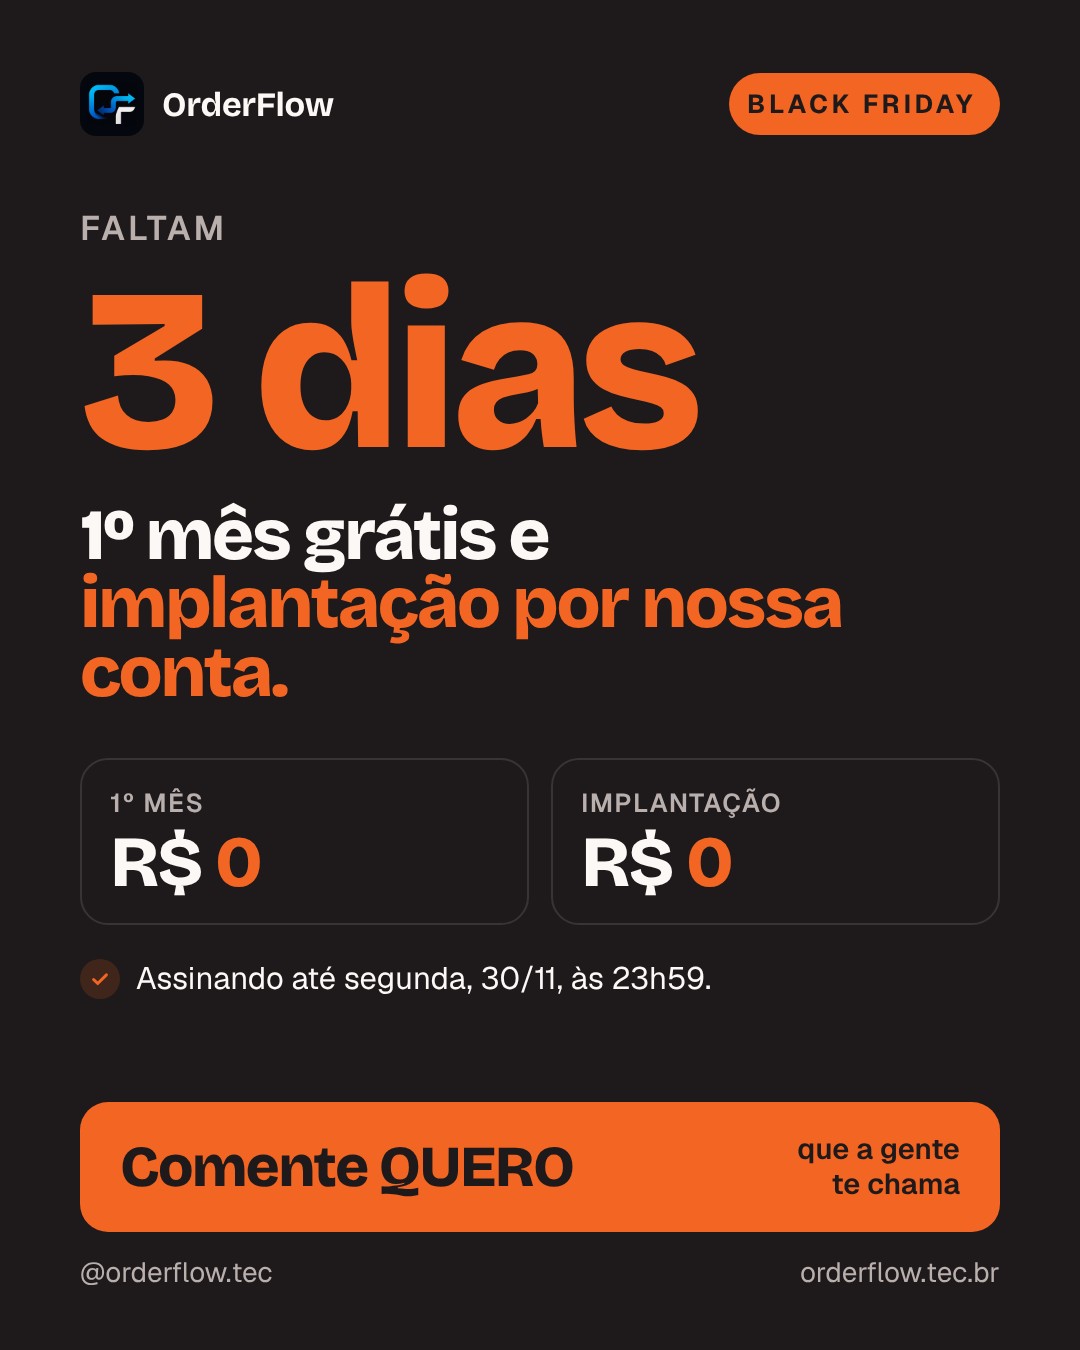 OrderFlow
BLACK FRIDAY
FALTAM
3 dias
1º mês grátis e
implantação por nossa
conta.
1º MÊS
R$ 0
IMPLANTAÇÃO
R$ 0
Assinando até segunda, 30/11, às 23h59.
Comente QUERO
que a gente
te chama
@orderflow.tec
orderflow.tec.br